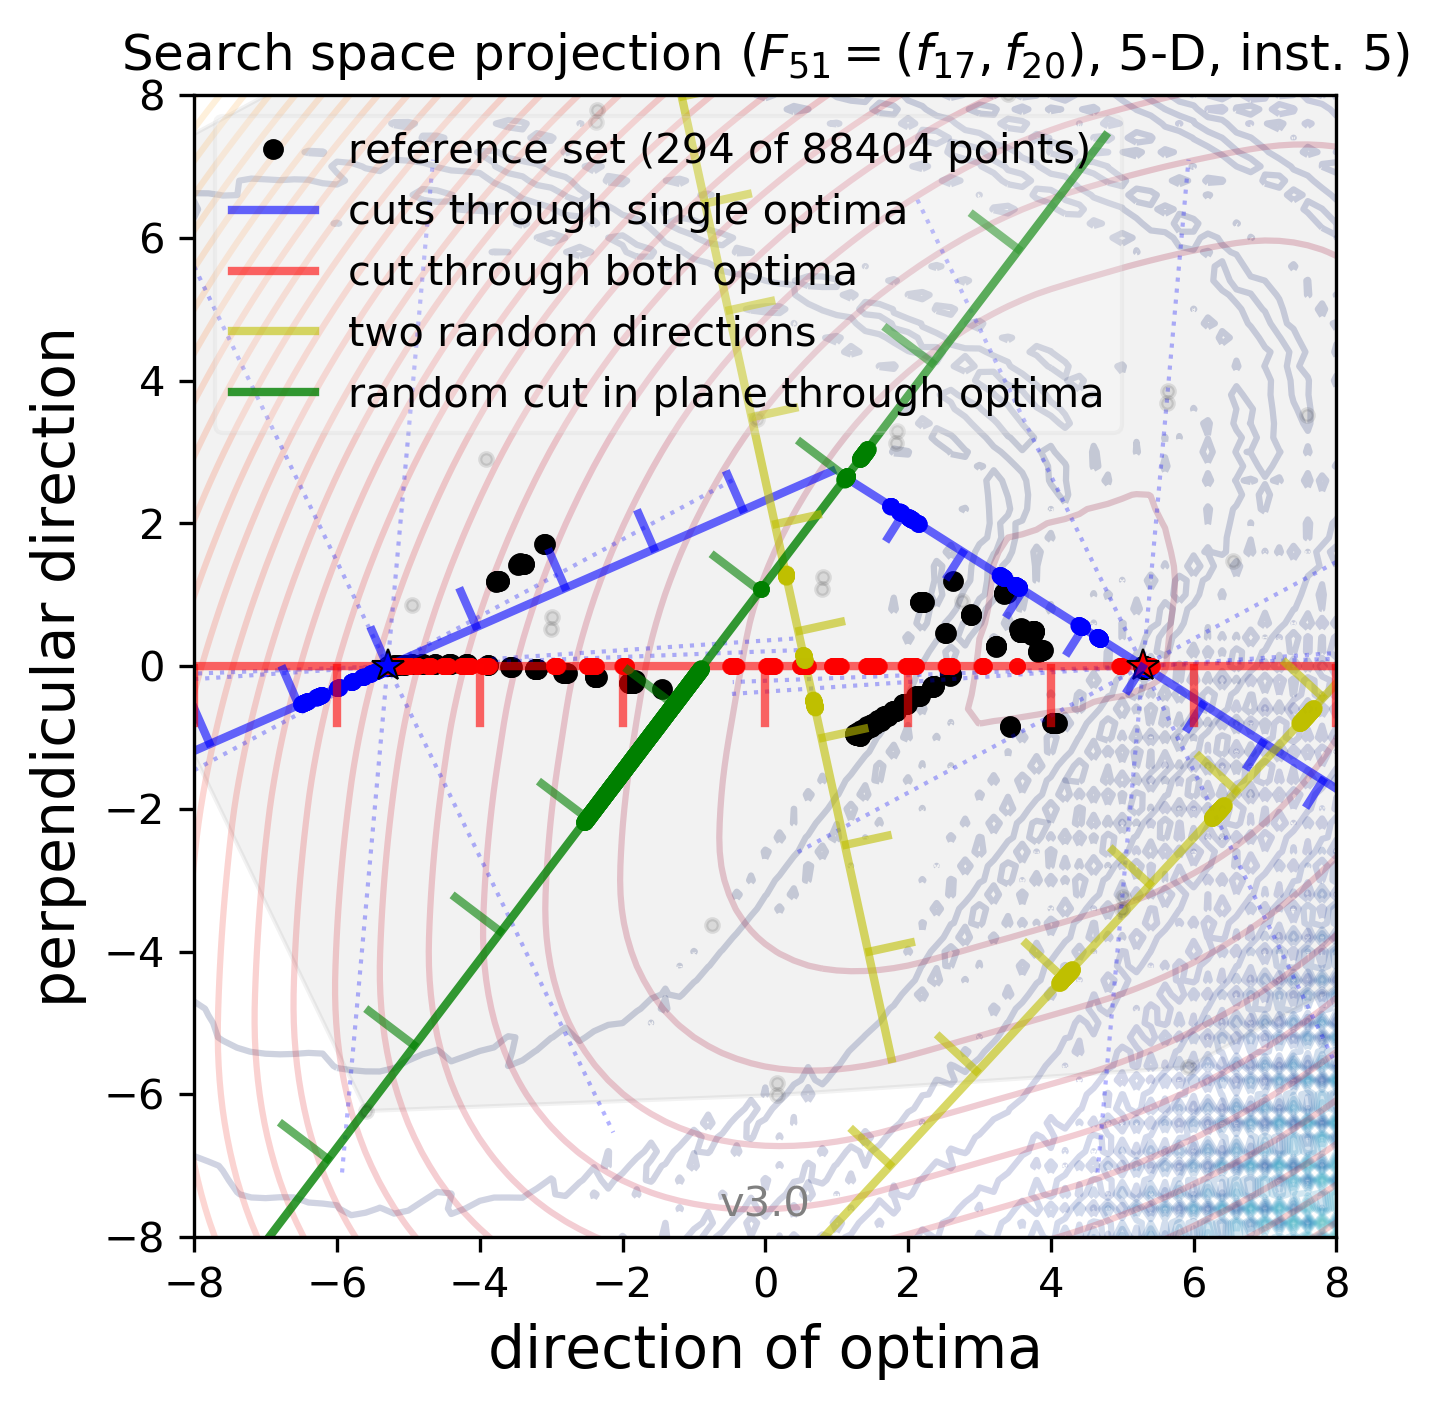 Search space projection (F₅₁ = (f₁₇, f₂₀), 5-D, inst. 5)
reference set (294 of 88404 points)
cuts through single optima
cut through both optima
two random directions
random cut in plane through optima
perpendicular direction
8
6
4
2
0
−2
−4
−6
−8
v3.0
−8 −6 −4 −2 0 2 4 6 8
direction of optima